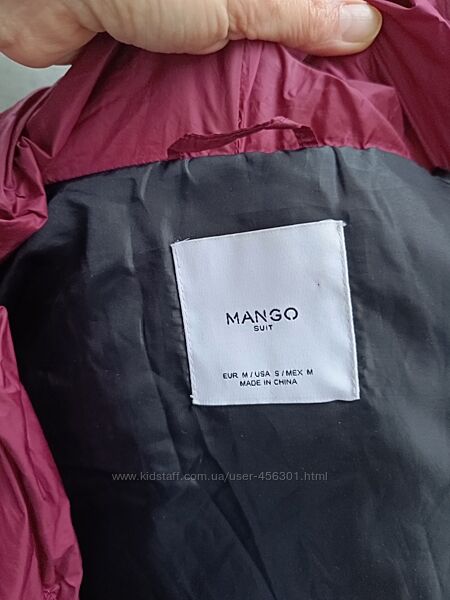 MANGO
SUIT
EUR M / USA S / MEX M
MADE IN CHINA
www.kidstaff.com.ua/user-456301.html